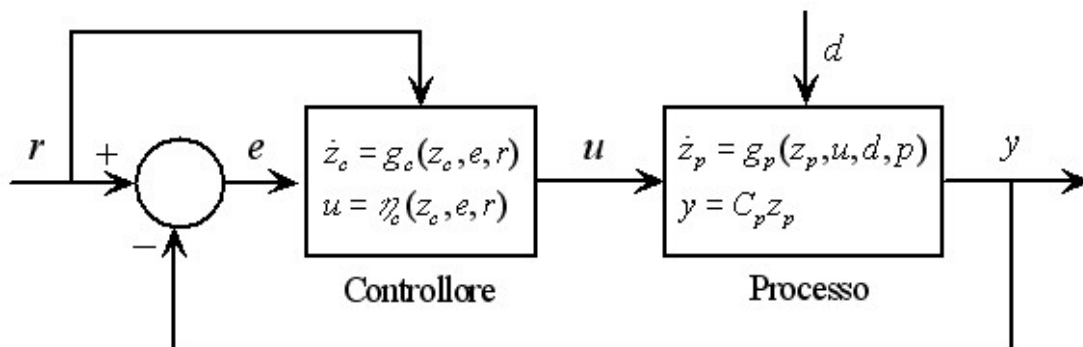 d
r
+
e
ż_c = g_c(z_c, e, r)
u = η_c(z_c, e, r)
u
ż_p = g_p(z_p, u, d, p)
y = C_p z_p
y
−
Controllore
Processo